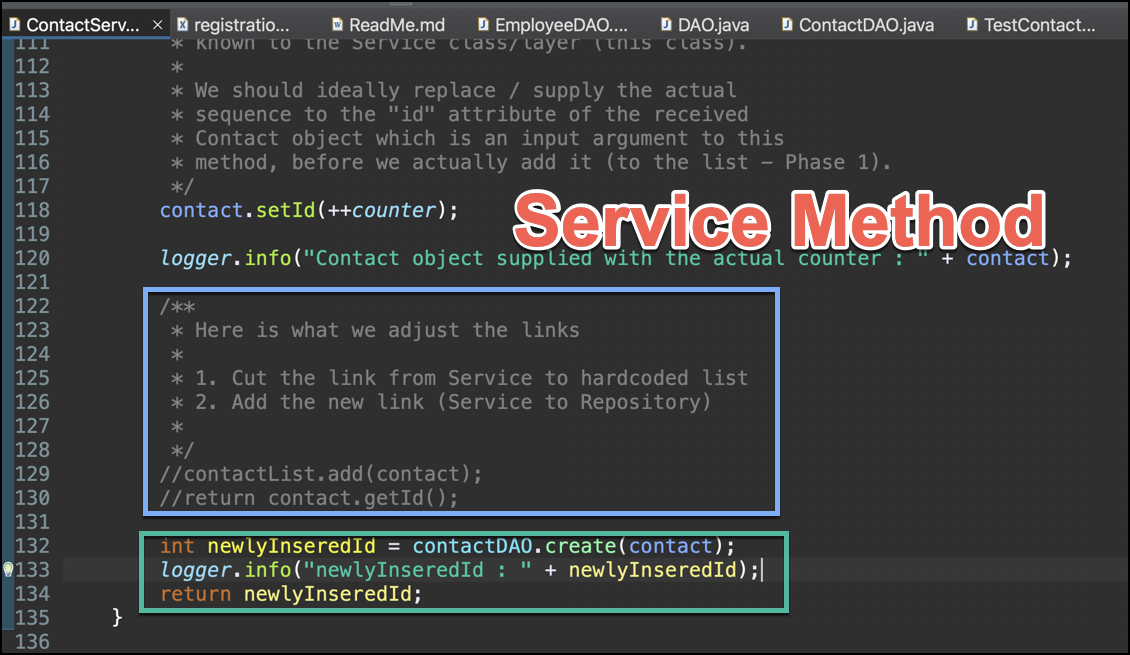 ContactServ... registratio... ReadMe.md EmployeeDAO.... DAO.java ContactDAO.java TestContact...
111 * known to the Service class/layer (this class).
112 *
113 * We should ideally replace / supply the actual
114 * sequence to the "id" attribute of the received
115 * Contact object which is an input argument to this
116 * method, before we actually add it (to the list - Phase 1).
117 */
118 contact.setId(++counter);
Service Method
119
120 logger.info("Contact object supplied with the actual counter : " + contact);
121
122 /**
123 * Here is what we adjust the links
124 *
125 * 1. Cut the link from Service to hardcoded list
126 * 2. Add the new link (Service to Repository)
127 *
128 */
129 //contactList.add(contact);
130 //return contact.getId();
131
132 int newlyInseredId = contactDAO.create(contact);
133 logger.info("newlyInseredId : " + newlyInseredId);
134 return newlyInseredId;
135 }
136